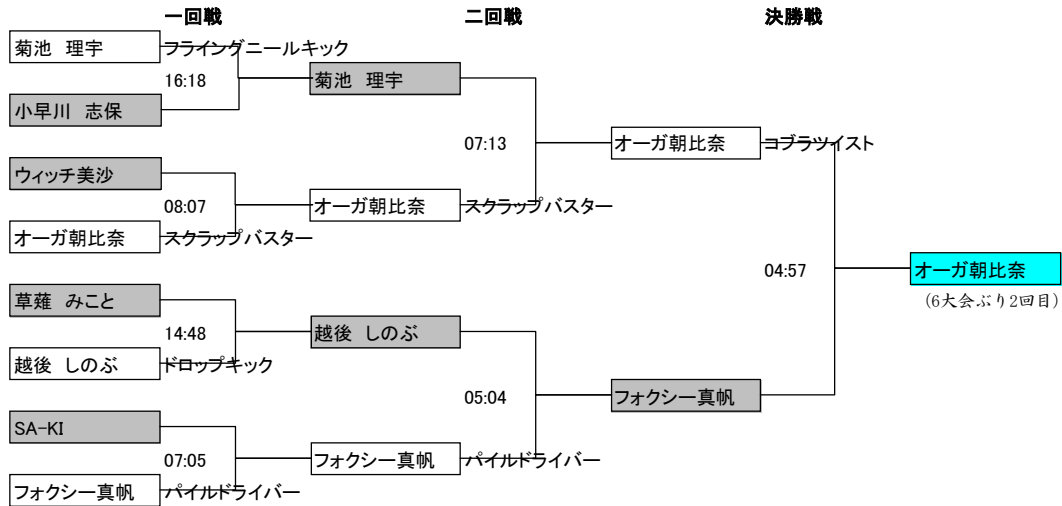 一回戦 二回戦 決勝戦
菊池　理宇 フライングニールキック
16:18 菊池　理宇
小早川　志保
07:13 オーガ朝比奈 コブラツイスト
ウィッチ美沙
08:07 オーガ朝比奈 スクラップバスター
オーガ朝比奈 スクラップバスター
04:57 オーガ朝比奈
(6大会ぶり2回目)
草薙　みこと
14:48 越後　しのぶ
越後　しのぶ ドロップキック
05:04 フォクシー真帆
SA-KI
07:05 フォクシー真帆 パイルドライバー
フォクシー真帆 パイルドライバー